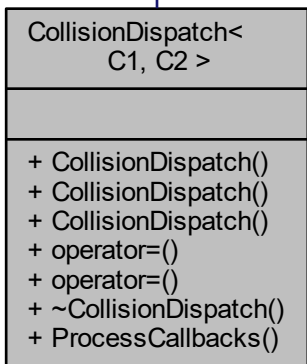 CollisionDispatch<
C1, C2 >
+ CollisionDispatch()
+ CollisionDispatch()
+ CollisionDispatch()
+ operator=()
+ operator=()
+ ~CollisionDispatch()
+ ProcessCallbacks()